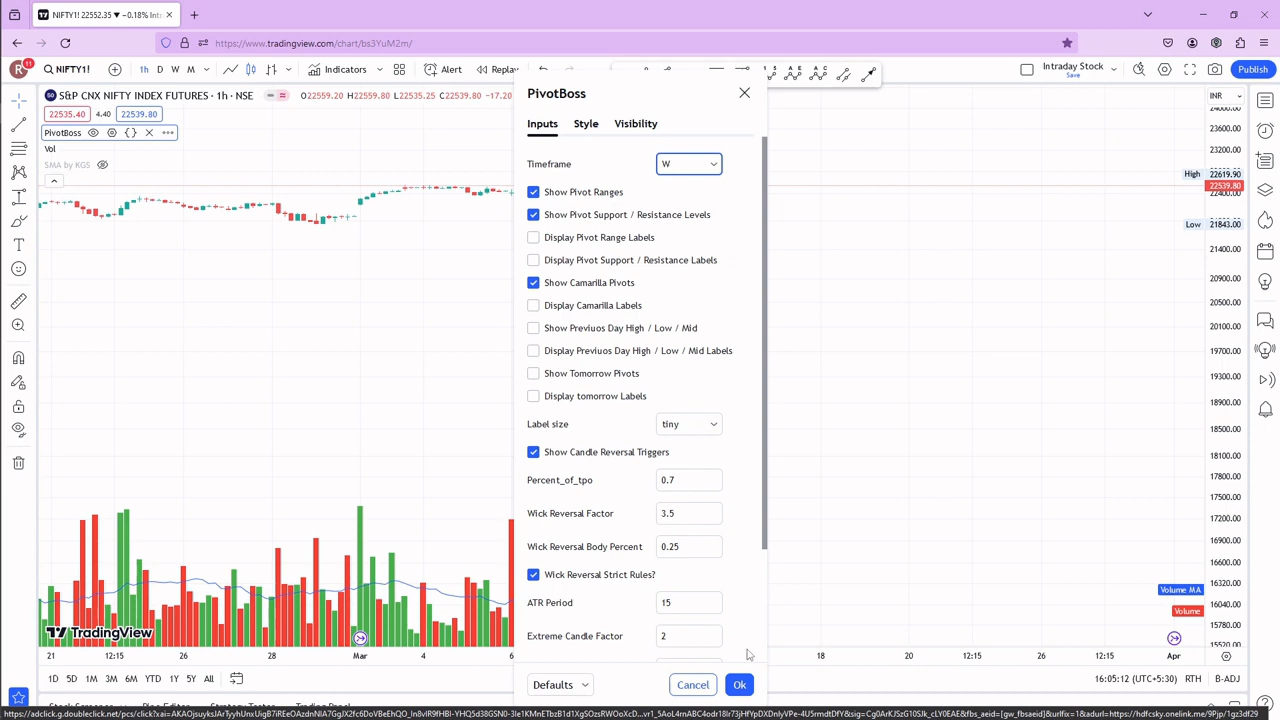 NIFTY1! 22552.35 ▼ −0.18% Int
https://www.tradingview.com/chart/bs3YuM2m/
R 11
NIFTY1!
1h D W M
Indicators
Alert
Replay
Intraday Stock
Save
Publish
S&P CNX NIFTY INDEX FUTURES · 1h · NSE
O22559.20 H22559.80 L22535.25 C22539.80 −17.20
22535.40 4.40 22539.80
PivotBoss
Vol
SMA by KGS
PivotBoss
Inputs Style Visibility
Timeframe W
Show Pivot Ranges
Show Pivot Support / Resistance Levels
Display Pivot Range Labels
Display Pivot Support / Resistance Labels
Show Camarilla Pivots
Display Camarilla Labels
Show Previuos Day High / Low / Mid
Display Previuos Day High / Low / Mid Labels
Show Tomorrow Pivots
Display tomorrow Labels
Label size tiny
Show Candle Reversal Triggers
Percent_of_tpo 0.7
Wick Reversal Factor 3.5
Wick Reversal Body Percent 0.25
Wick Reversal Strict Rules?
ATR Period 15
Extreme Candle Factor 2
Defaults Cancel Ok
INR
24000.00
23600.00
23200.00
High 22619.90
22539.80
Low 21843.00
21400.00
20900.00
20500.00
20100.00
19700.00
19300.00
18900.00
18500.00
18100.00
17800.00
17500.00
17200.00
16900.00
16600.00
16320.00
Volume MA
16040.00
Volume
15780.00
15520.00
TradingView
21 12:15 26 28 Mar 4 6 18 20 12:15 26 12:15 Apr
1D 5D 1M 3M 6M YTD 1Y 5Y All
16:05:12 (UTC+5:30) RTH B-ADJ